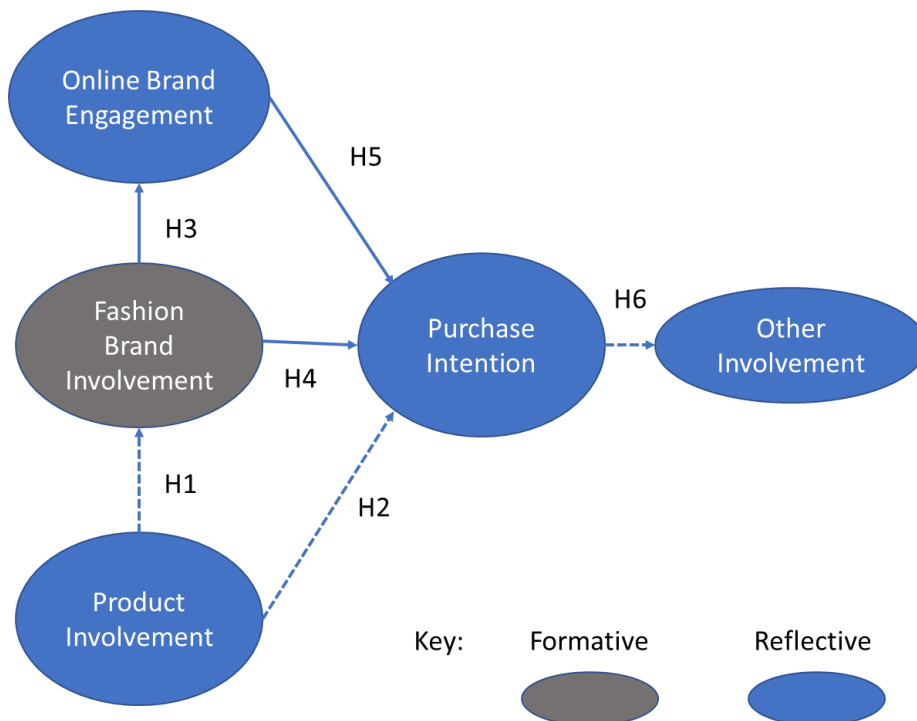 Online Brand
Engagement
H5
H3
Fashion
Brand
Involvement
H4
Purchase
Intention
H6
Other
Involvement
H1
H2
Product
Involvement
Key:
Formative
Reflective